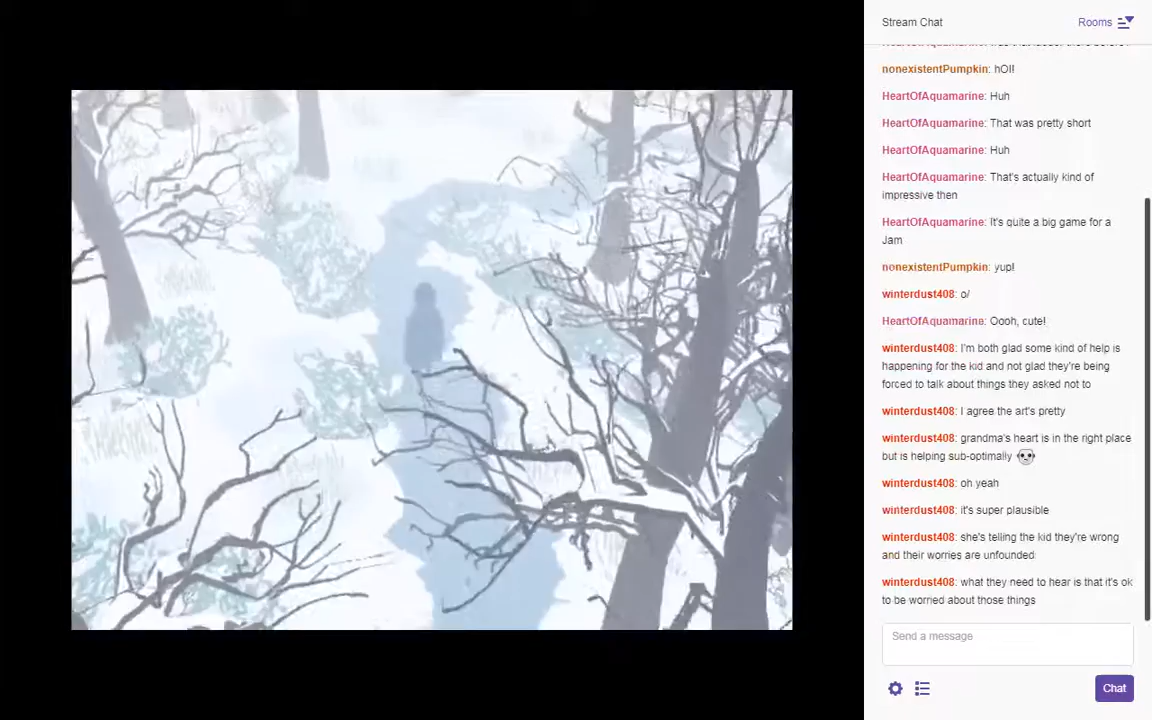 Stream Chat
Rooms
nonexistentPumpkin: hOI!
HeartOfAquamarine: Huh
HeartOfAquamarine: That was pretty short
HeartOfAquamarine: Huh
HeartOfAquamarine: That's actually kind of
impressive then
HeartOfAquamarine: It's quite a big game for a
Jam
nonexistentPumpkin: yup!
winterdust408: o/
HeartOfAquamarine: Oooh, cute!
winterdust408: I'm both glad some kind of help is
happening for the kid and not glad they're being
forced to talk about things they asked not to
winterdust408: I agree the art's pretty
winterdust408: grandma's heart is in the right place
but is helping sub-optimally
winterdust408: oh yeah
winterdust408: it's super plausible
winterdust408: she's telling the kid they're wrong
and their worries are unfounded
winterdust408: what they need to hear is that it's ok
to be worried about those things
Send a message
Chat